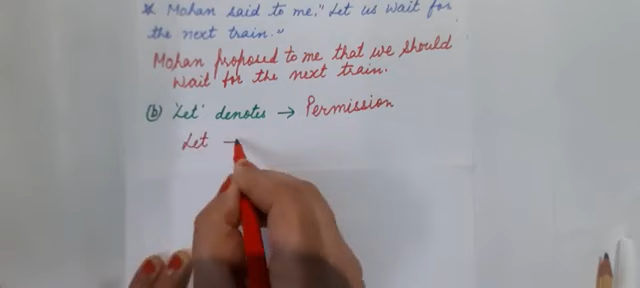 * Mohan said to me, "Let us wait for
the next train."
Mohan proposed to me that we should
wait for the next train.
(b) 'Let' denotes → Permission
Let –